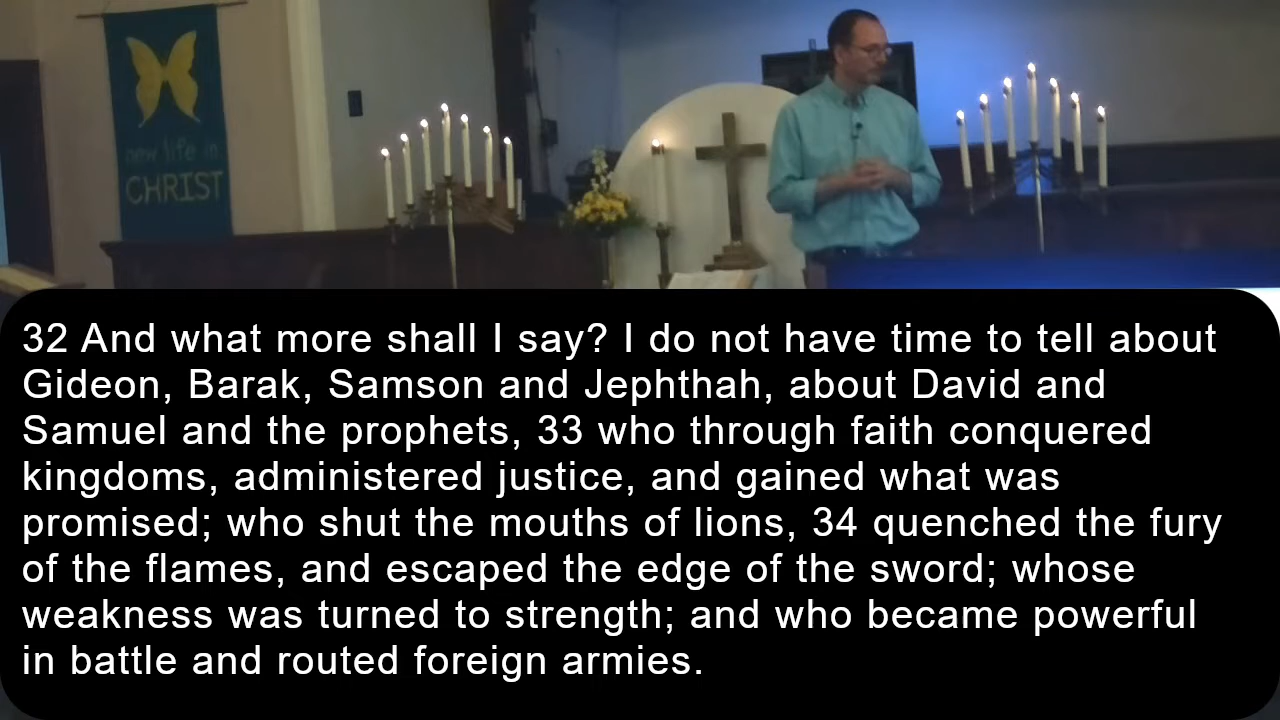 new life in
CHRIST
32 And what more shall I say? I do not have time to tell about
Gideon, Barak, Samson and Jephthah, about David and
Samuel and the prophets, 33 who through faith conquered
kingdoms, administered justice, and gained what was
promised; who shut the mouths of lions, 34 quenched the fury
of the flames, and escaped the edge of the sword; whose
weakness was turned to strength; and who became powerful
in battle and routed foreign armies.